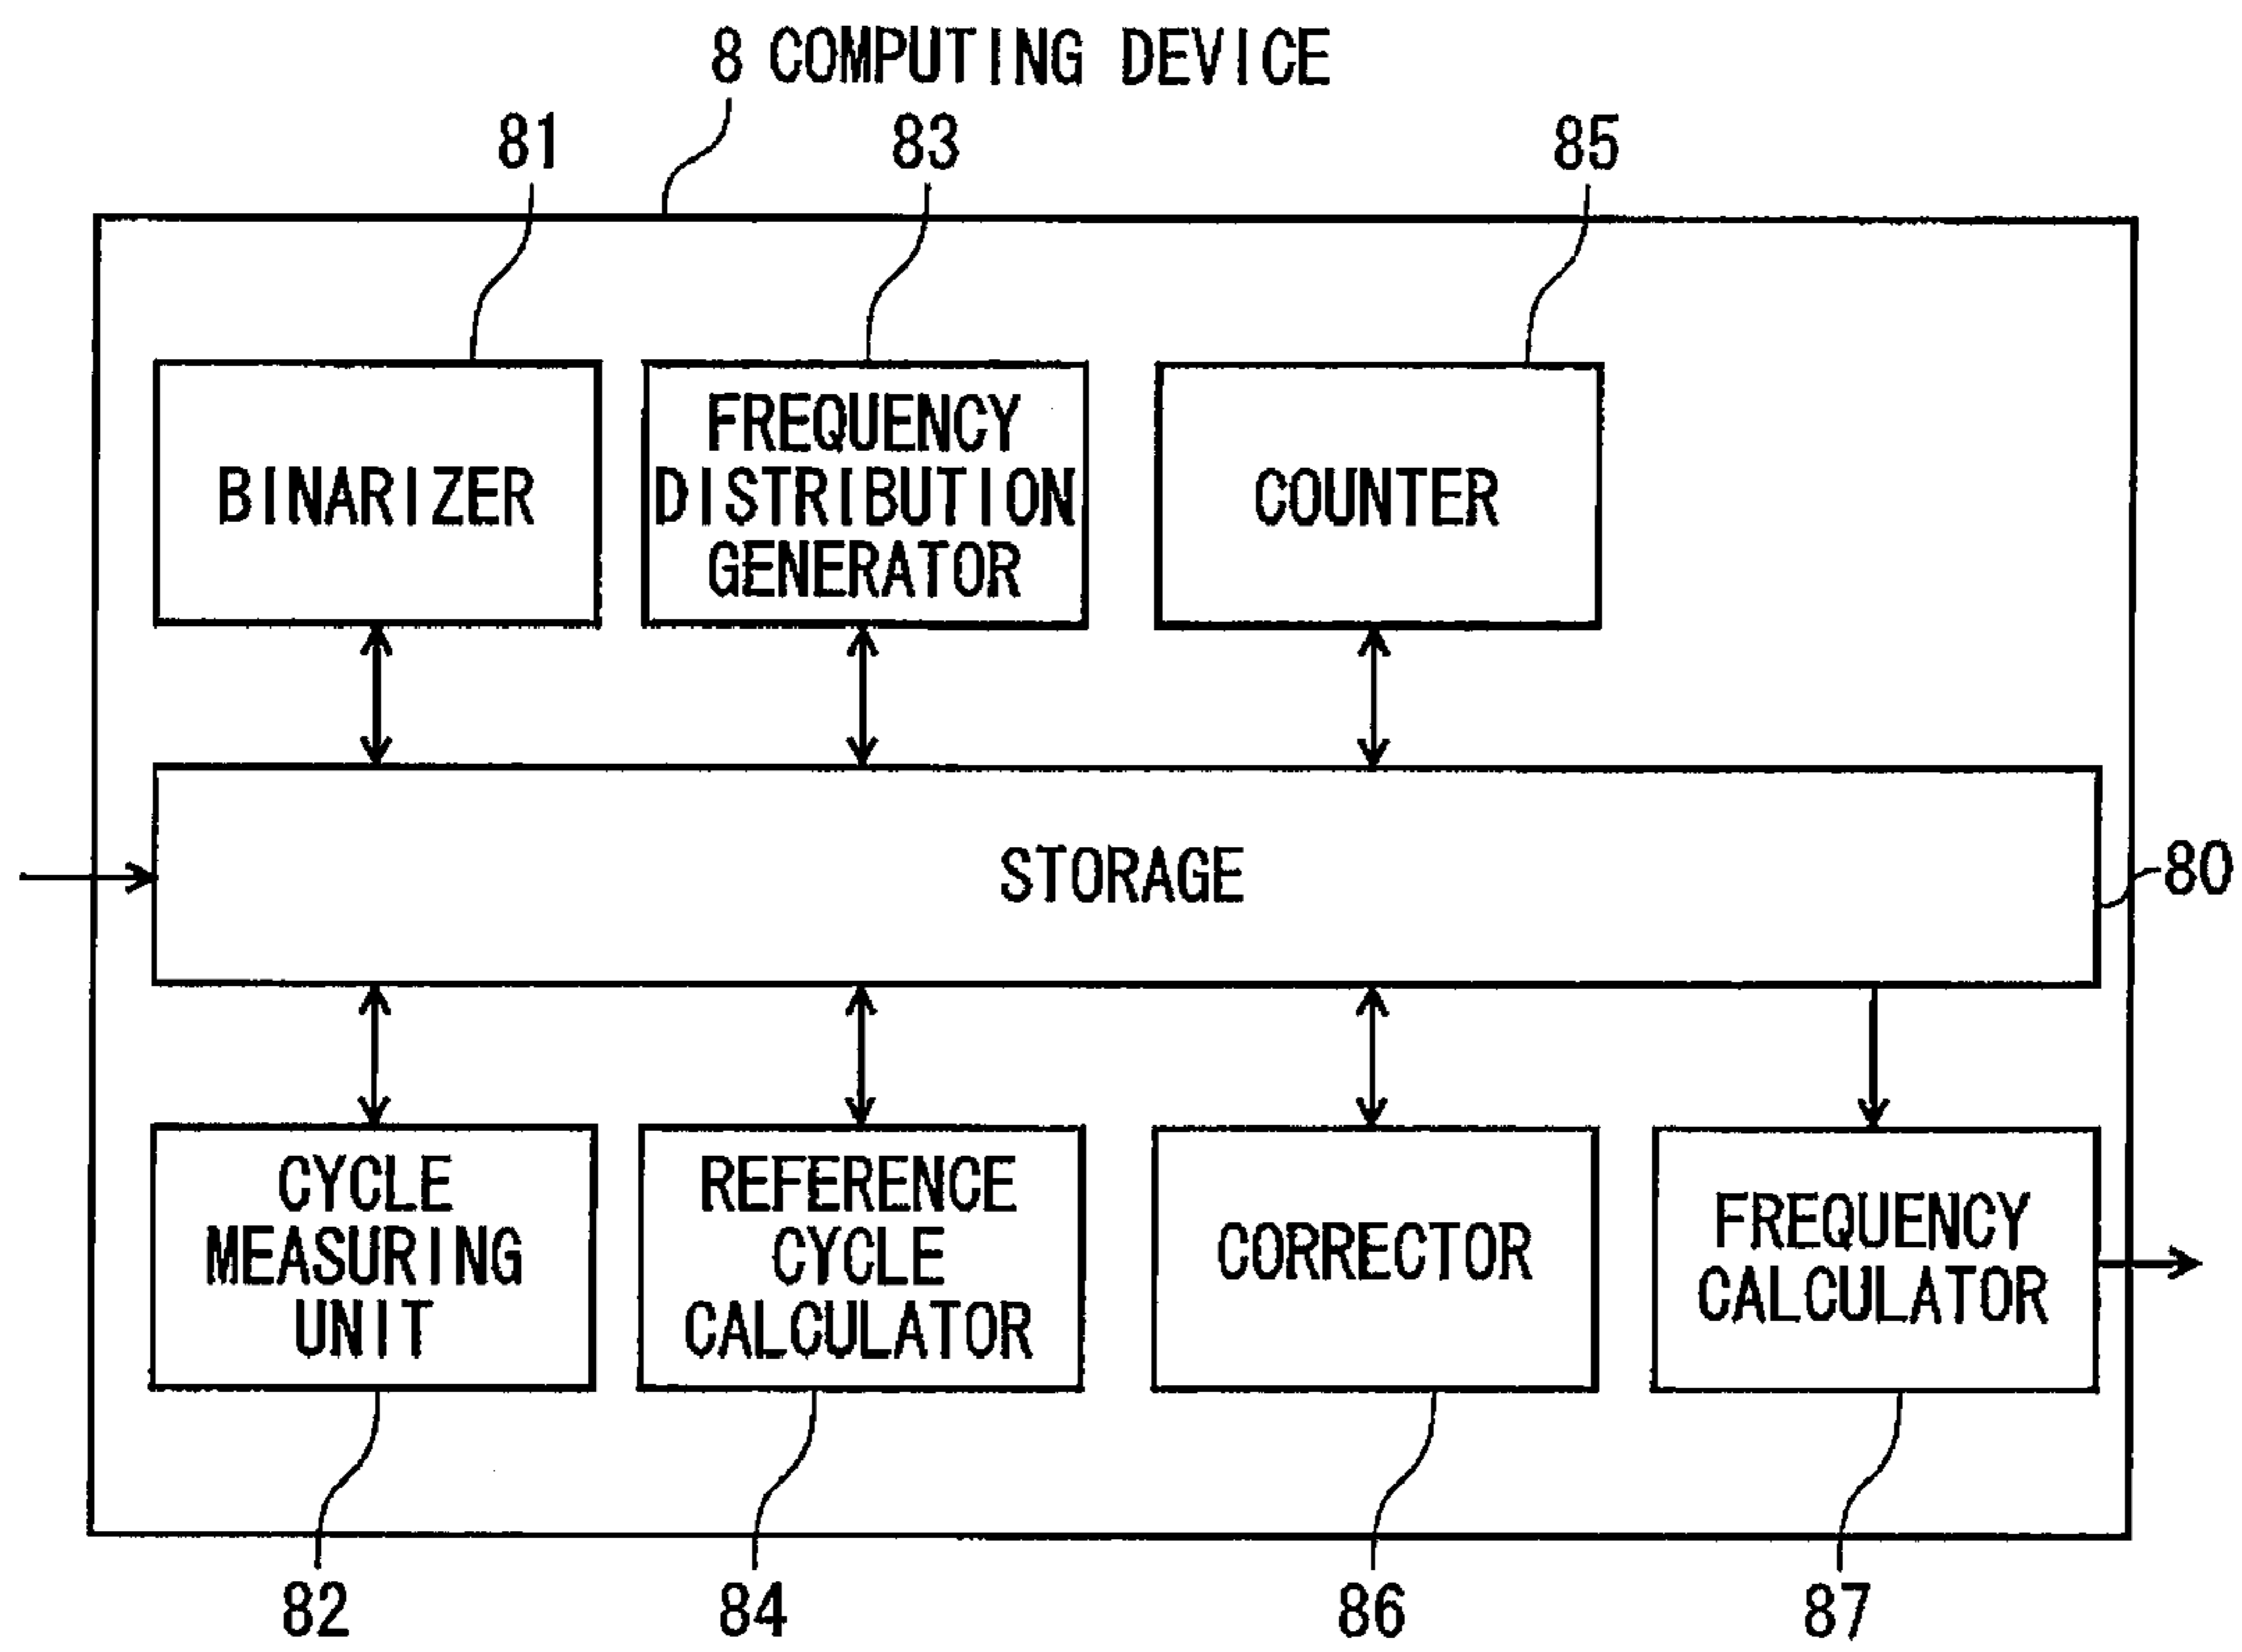 8 COMPUTING DEVICE
81
83
85
BINARIZER
FREQUENCY
DISTRIBUTION
GENERATOR
COUNTER
STORAGE
80
CYCLE
MEASURING
UNIT
REFERENCE
CYCLE
CALCULATOR
CORRECTOR
FREQUENCY
CALCULATOR
82
84
86
87